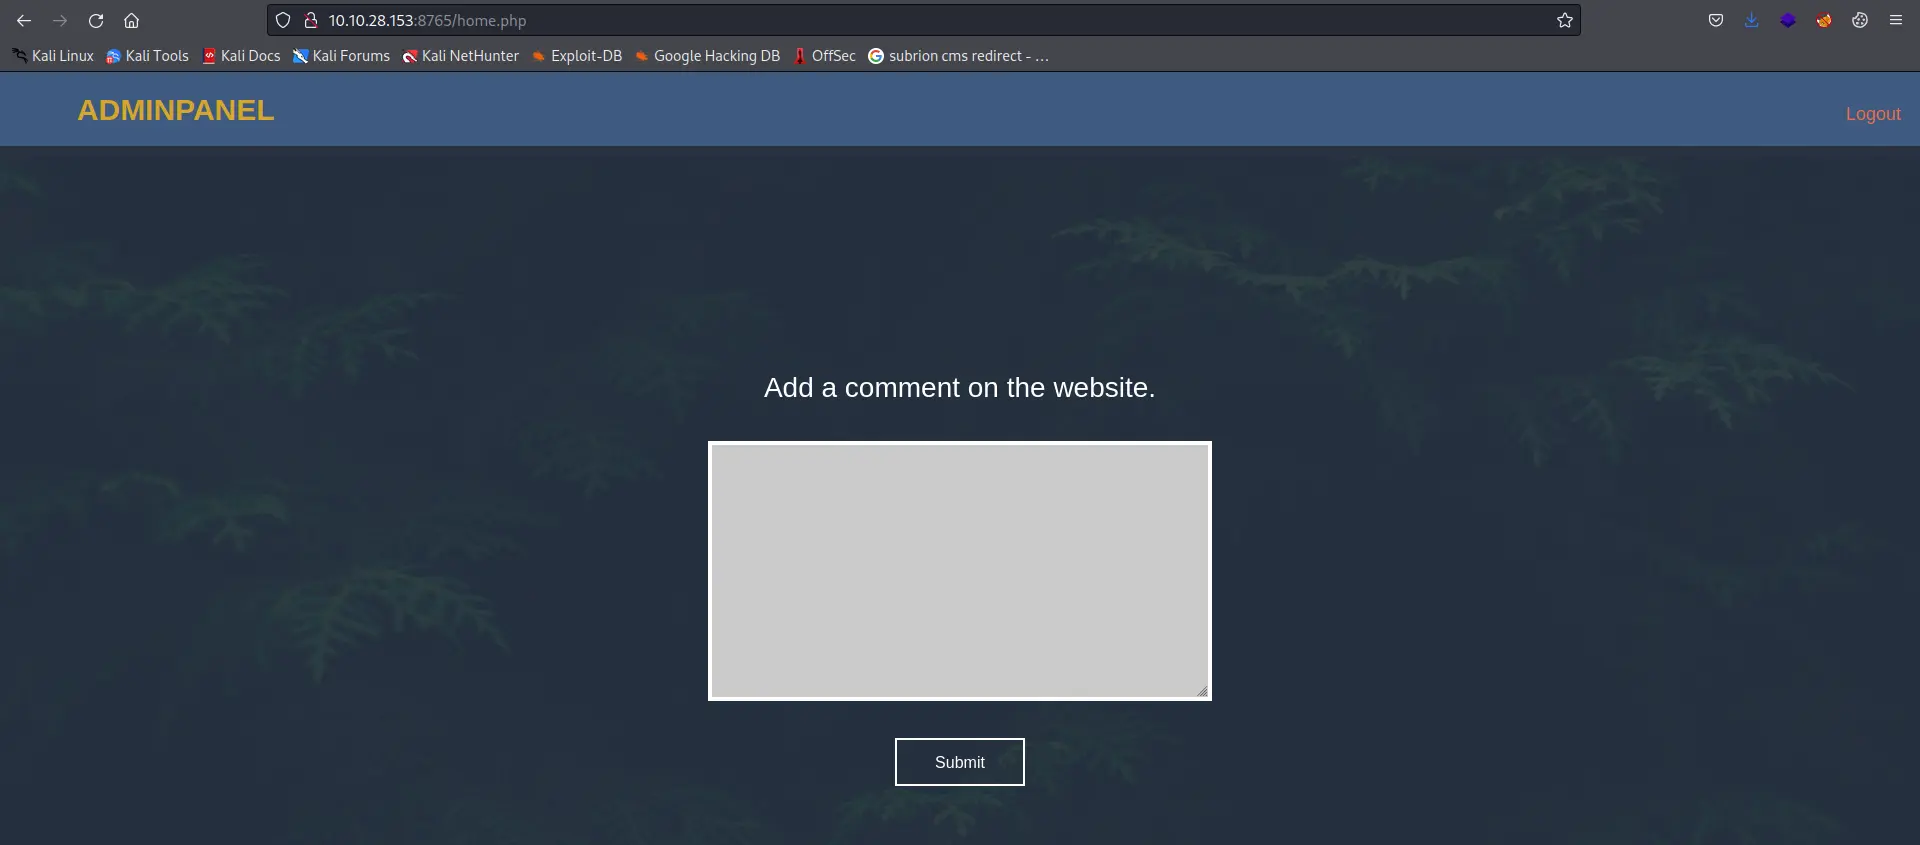 10.10.28.153:8765/home.php
Kali Linux Kali Tools Kali Docs Kali Forums Kali NetHunter Exploit-DB Google Hacking DB OffSec subrion cms redirect - …
ADMINPANEL
Logout
Add a comment on the website.
Submit